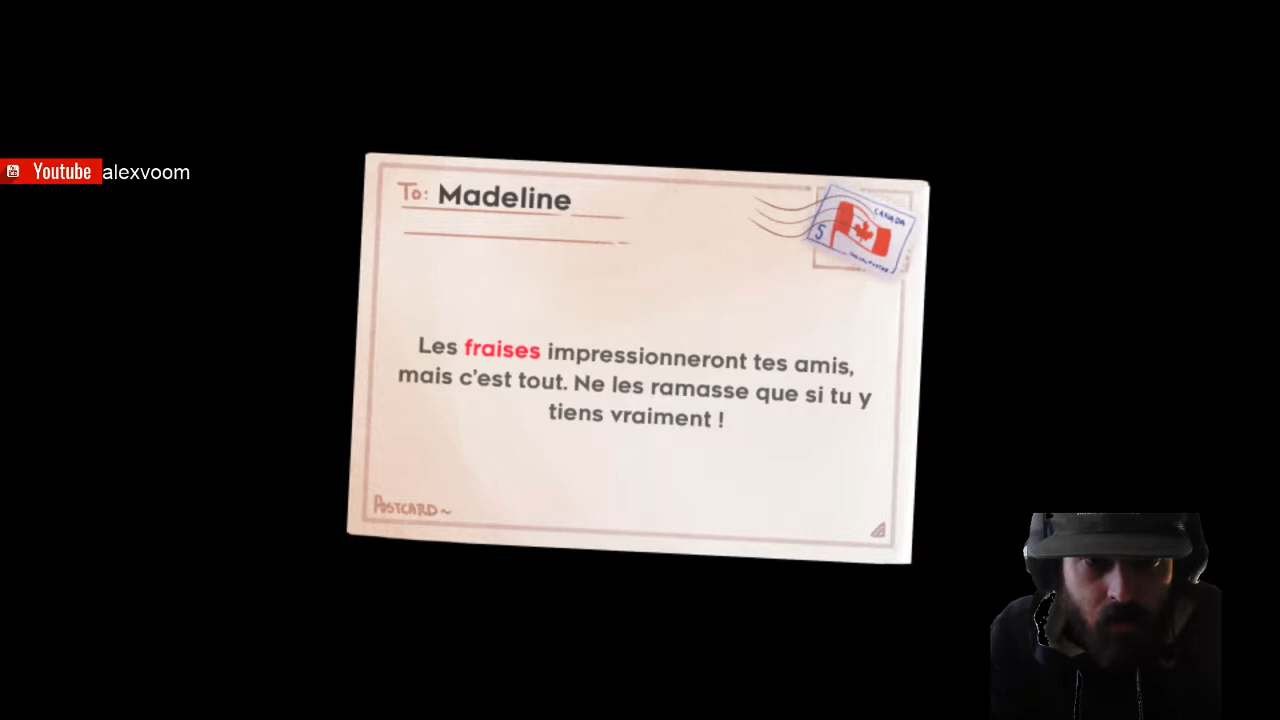 Youtube alexvoom
To: Madeline
CANADA
5
Les fraises impressionneront tes amis,
mais c'est tout. Ne les ramasse que si tu y
tiens vraiment !
POSTCARD~